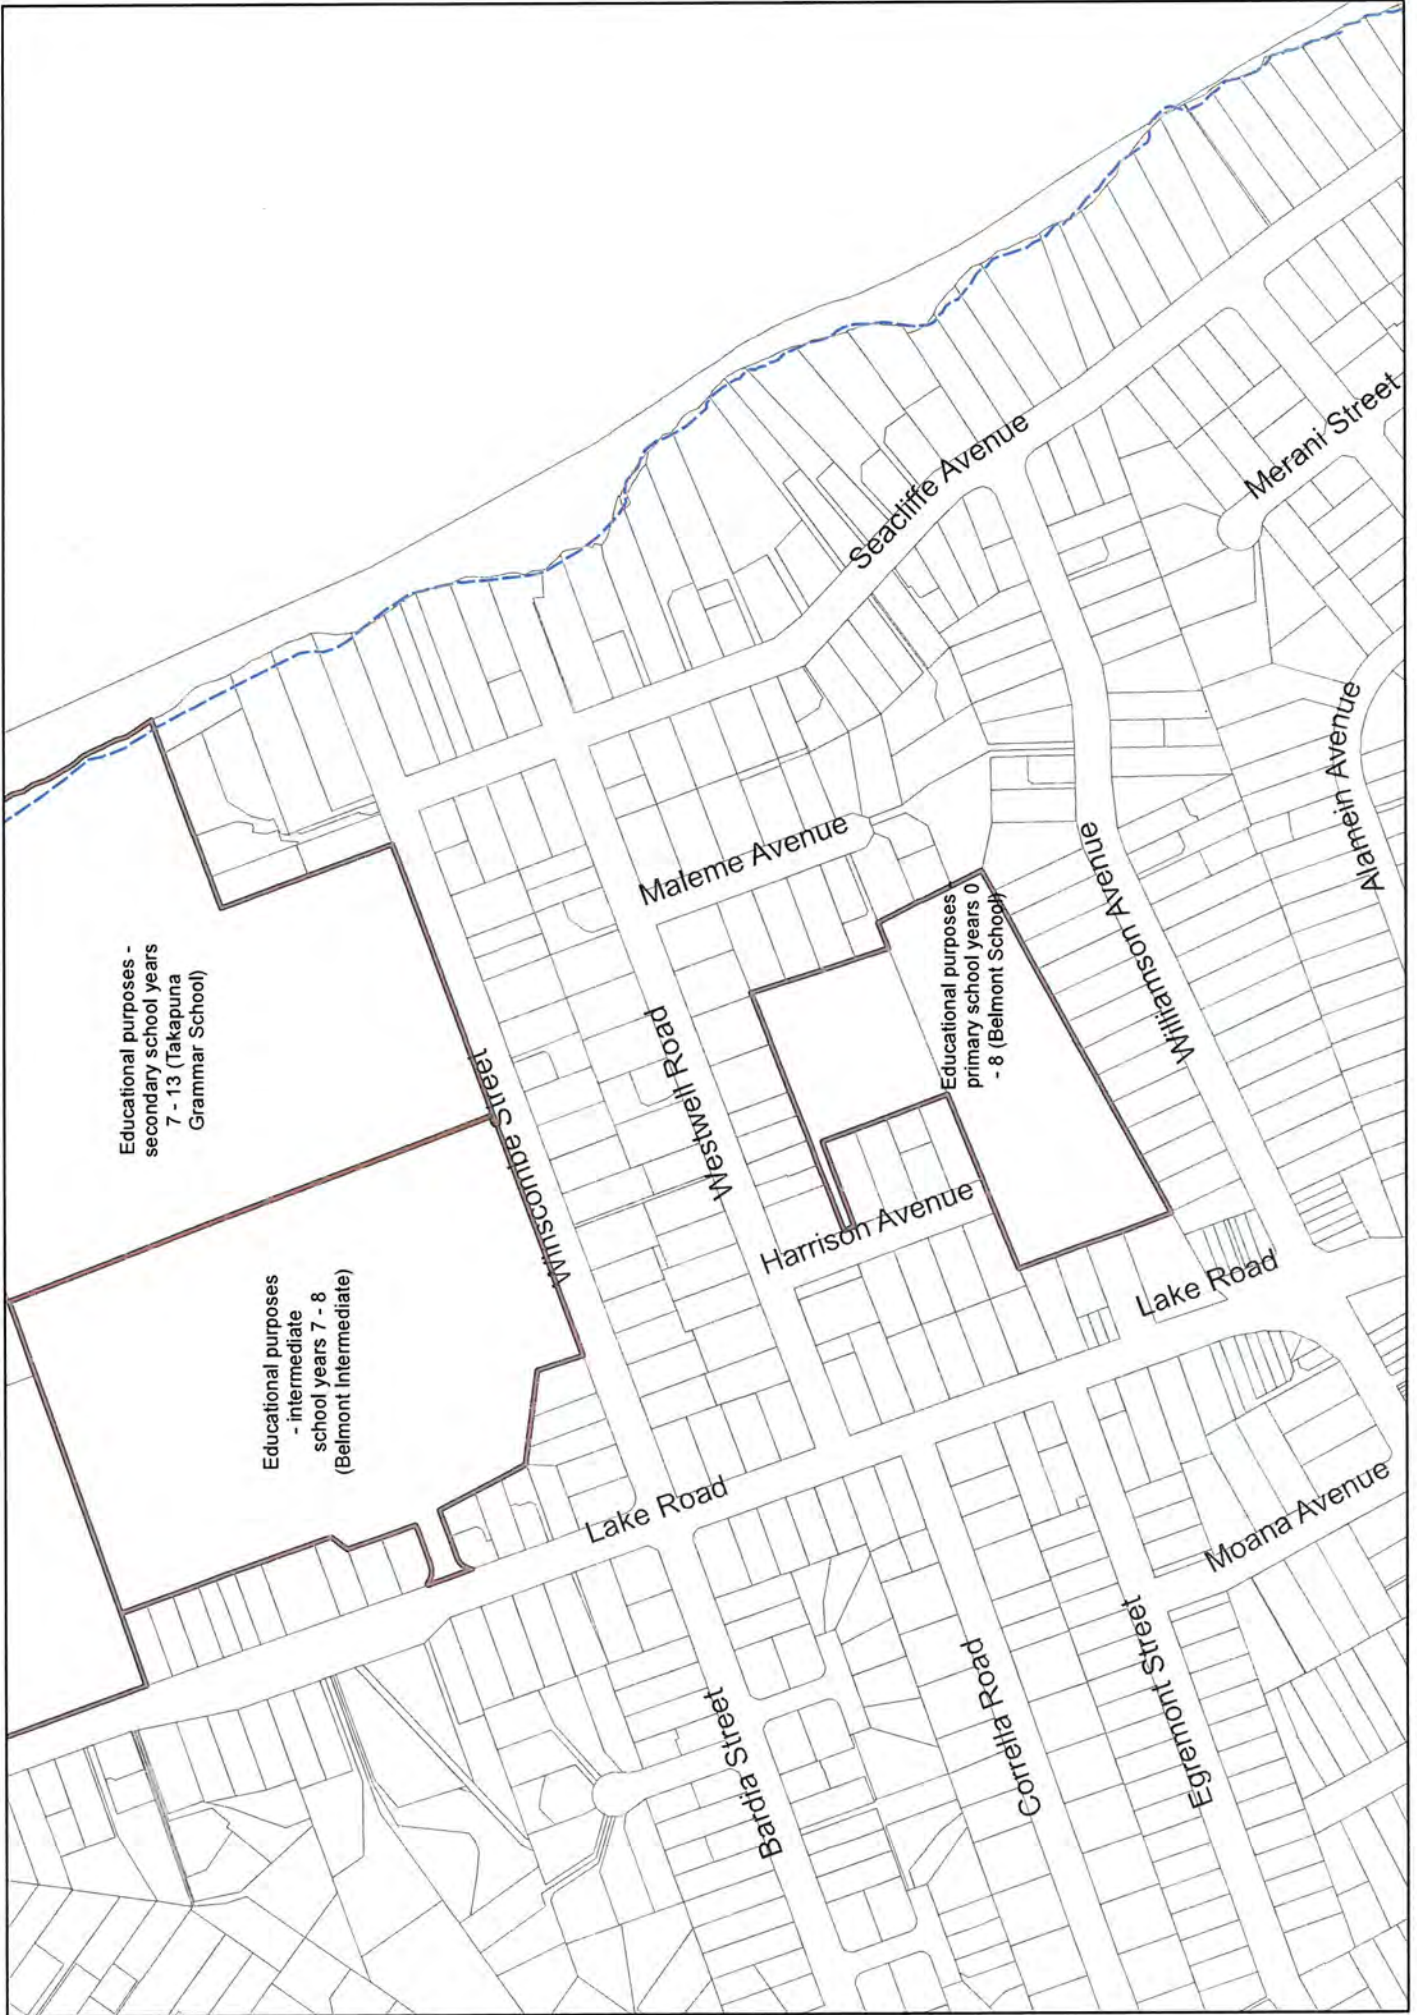 Educational purposes -
secondary school years
7 - 13 (Takapuna
Grammar School)
Educational purposes
- intermediate
school years 7 - 8
(Belmont Intermediate)
Educational purposes -
primary school years 0
- 8 (Belmont School)
Winscombe Street
Westwell Road
Maleme Avenue
Seacliffe Avenue
Merani Street
Alamein Avenue
Williamson Avenue
Harrison Avenue
Lake Road
Lake Road
Moana Avenue
Bardia Street
Corrella Road
Egremont Street